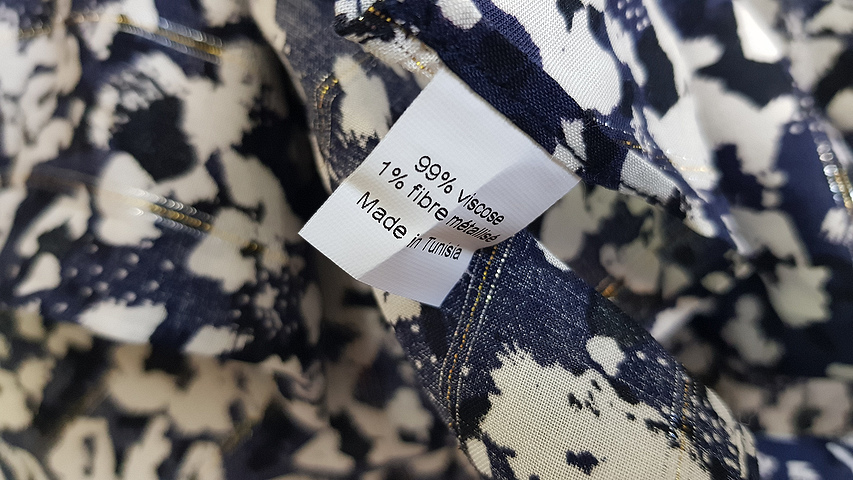 99% viscose
1% fibre métallisé
Made in Tunisia